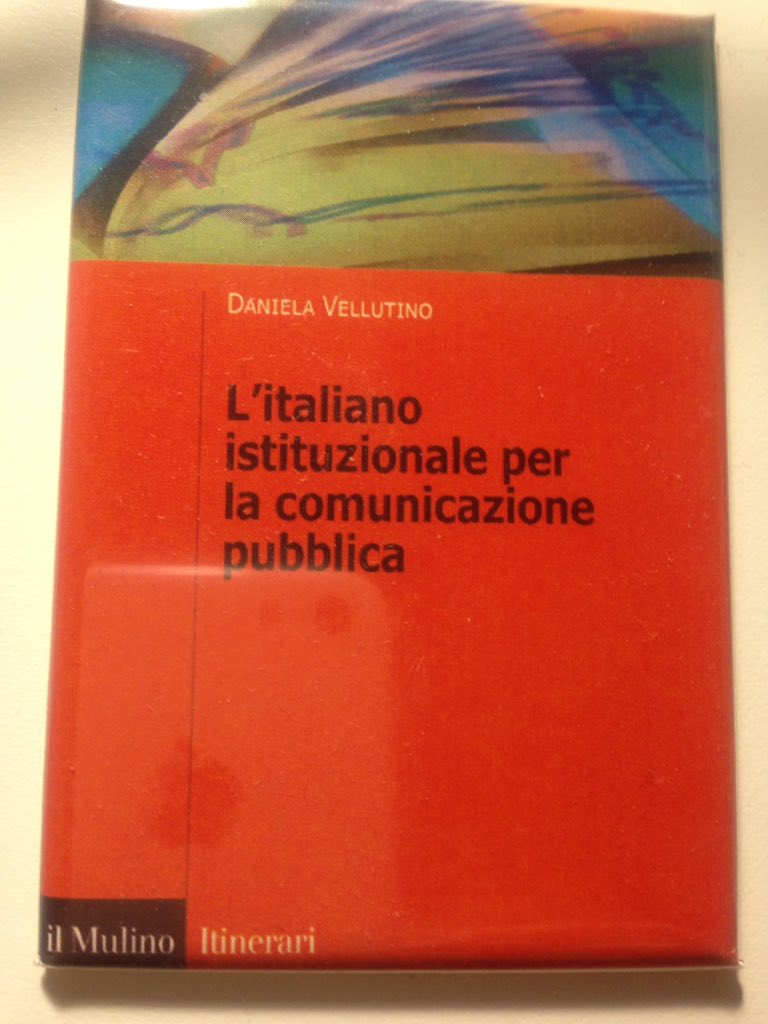 DANIELA VELLUTINO
L'italiano
istituzionale per
la comunicazione
pubblica
il Mulino Itinerari